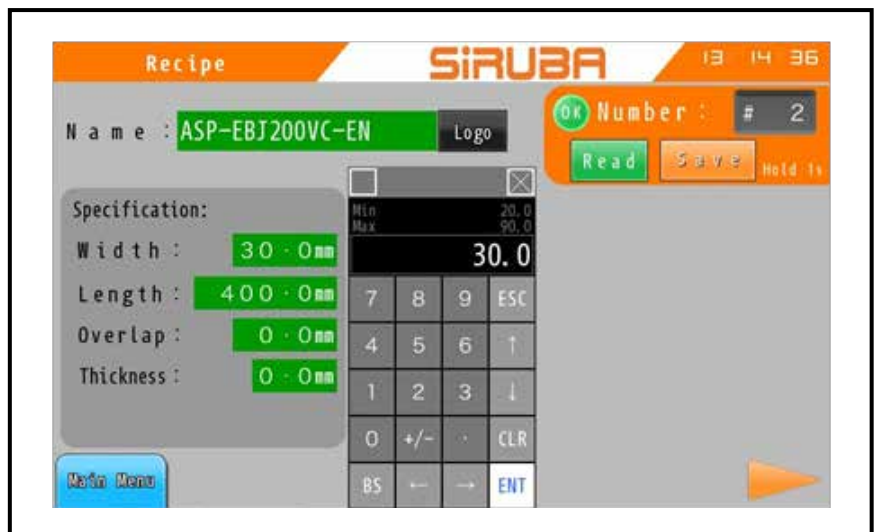 Recipe
SiRUBA
13 14 36
Name : ASP-EBJ200VC-EN
Logo
OK Number : # 2
Read Save Hold 1s
Specification:
Width : 30.0mm
Length : 400.0mm
Overlap : 0.0mm
Thickness : 0.0mm
Min 20.0
Max 90.0
30.0
7 8 9 ESC
4 5 6 ↑
1 2 3 ↓
0 +/- . CLR
BS ← → ENT
Main Menu